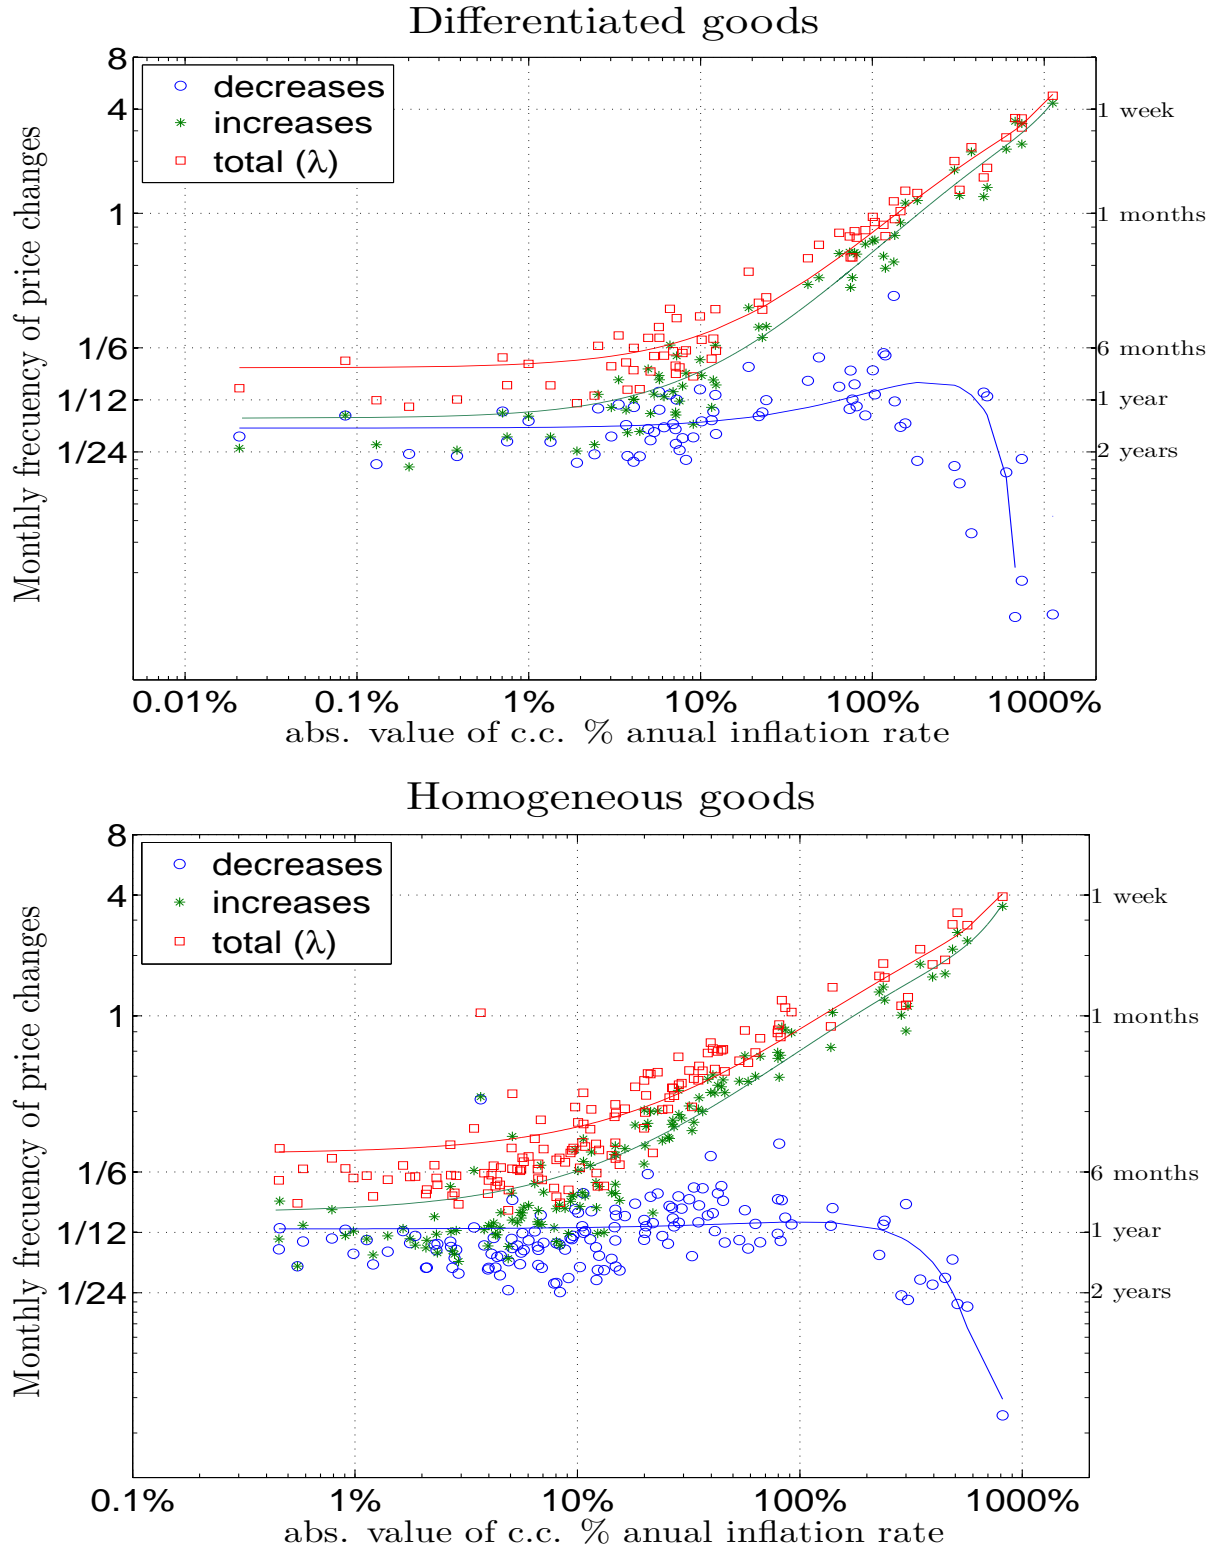 Differentiated goods
decreases
increases
total (λ)
Monthly frecuency of price changes
8
4
1
1/6
1/12
1/24
1 week
1 months
6 months
1 year
2 years
0.01% 0.1% 1% 10% 100% 1000%
abs. value of c.c. % anual inflation rate
Homogeneous goods
decreases
increases
total (λ)
Monthly frecuency of price changes
8
4
1
1/6
1/12
1/24
1 week
1 months
6 months
1 year
2 years
0.1% 1% 10% 100% 1000%
abs. value of c.c. % anual inflation rate